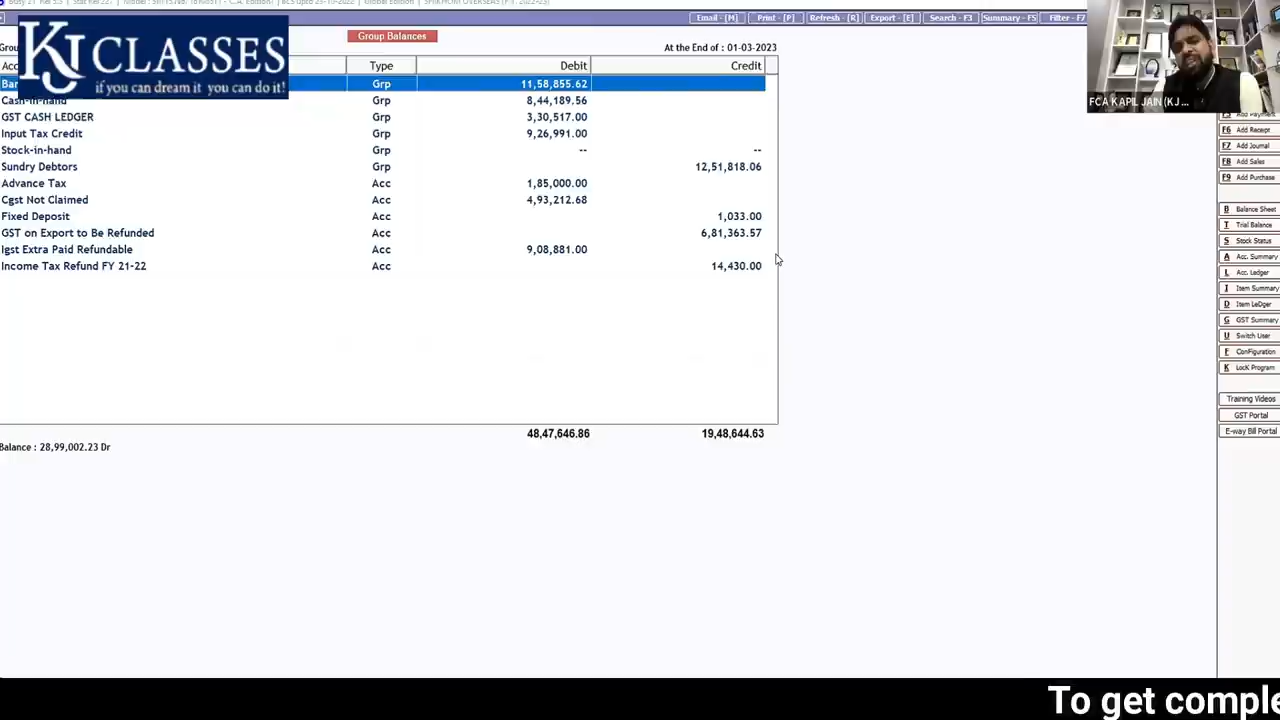 Email - [M] Print - [P] Refresh - [R] Export - [E] Search - F3 Summary - F5 Filter - F7
KJ CLASSES
if you can dream it you can do it!
Group Balances
At the End of : 01-03-2023
Type Debit Credit
Grp 11,58,855.62
Cash-in-hand Grp 8,44,189.56
GST CASH LEDGER Grp 3,30,517.00
Input Tax Credit Grp 9,26,991.00
Stock-in-hand Grp -- --
Sundry Debtors Grp 12,51,818.06
Advance Tax Acc 1,85,000.00
Cgst Not Claimed Acc 4,93,212.68
Fixed Deposit Acc 1,033.00
GST on Export to Be Refunded Acc 6,81,363.57
Igst Extra Paid Refundable Acc 9,08,881.00
Income Tax Refund FY 21-22 Acc 14,430.00
48,47,646.86 19,48,644.63
Balance : 28,99,002.23 Dr
FCA KAPIL JAIN (KJ ...
F5 Add Payment
F6 Add Receipt
F7 Add Journal
F8 Add Sales
F9 Add Purchase
B Balance Sheet
T Trial Balance
S Stock Status
A Acc. Summary
L Acc. Ledger
I Item Summary
D Item LeDger
G GST Summary
U Switch User
F ConFiguration
K LocK Program
Training Videos
GST Portal
E-way Bill Portal
To get comple